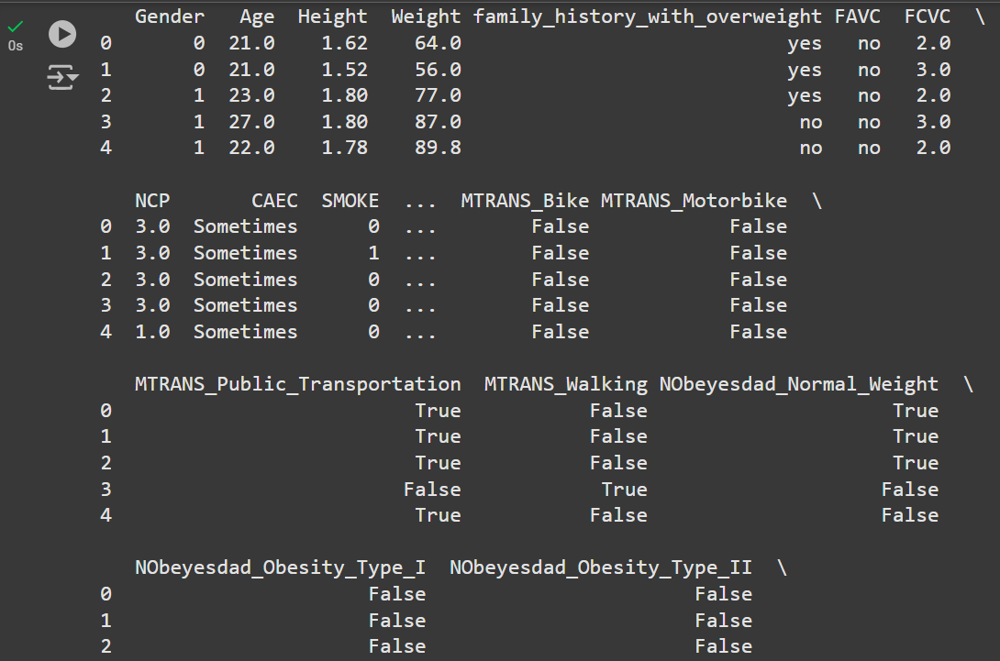 Gender Age Height Weight family_history_with_overweight FAVC FCVC \
0 0 21.0 1.62 64.0 yes no 2.0
1 0 21.0 1.52 56.0 yes no 3.0
2 1 23.0 1.80 77.0 yes no 2.0
3 1 27.0 1.80 87.0 no no 3.0
4 1 22.0 1.78 89.8 no no 2.0
0s
NCP CAEC SMOKE ... MTRANS_Bike MTRANS_Motorbike \
0 3.0 Sometimes 0 ... False False
1 3.0 Sometimes 1 ... False False
2 3.0 Sometimes 0 ... False False
3 3.0 Sometimes 0 ... False False
4 1.0 Sometimes 0 ... False False
MTRANS_Public_Transportation MTRANS_Walking NObeyesdad_Normal_Weight \
0 True False True
1 True False True
2 True False True
3 False True False
4 True False False
NObeyesdad_Obesity_Type_I NObeyesdad_Obesity_Type_II \
0 False False
1 False False
2 False False